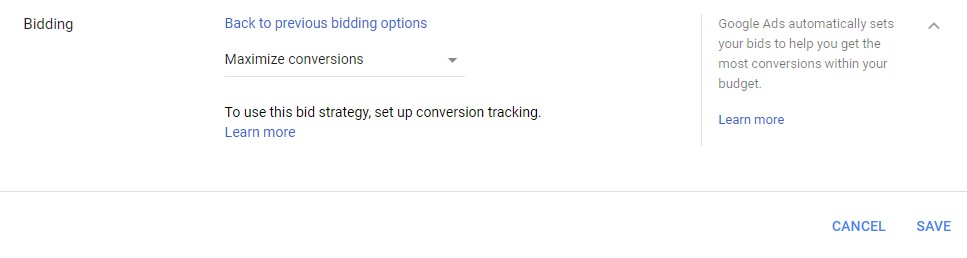 Bidding
Back to previous bidding options
Maximize conversions
To use this bid strategy, set up conversion tracking.
Learn more
Google Ads automatically sets
your bids to help you get the
most conversions within your
budget.
Learn more
CANCEL
SAVE